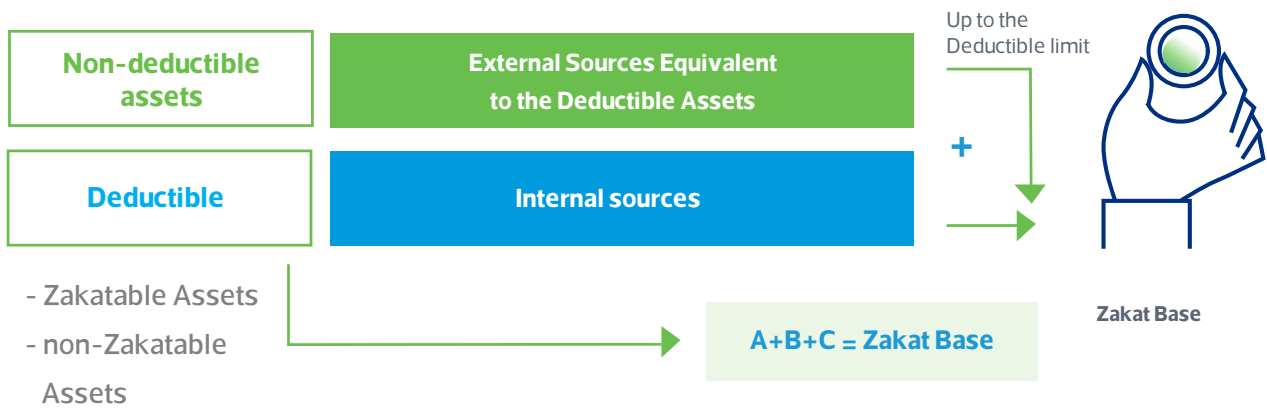 Non-deductible
assets
External Sources Equivalent
to the Deductible Assets
Up to the
Deductible limit
+
Deductible
Internal sources
- Zakatable Assets
- non-Zakatable
Assets
A+B+C = Zakat Base
Zakat Base